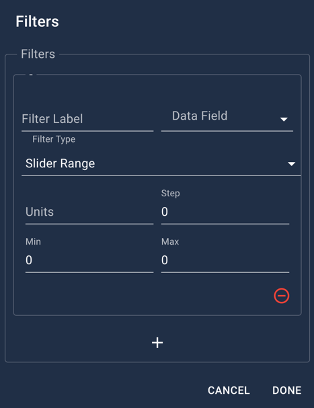 Filters
Filters
-
Filter Label Data Field
Filter Type
Slider Range
Step
Units 0
Min Max
0 0
+
CANCEL DONE